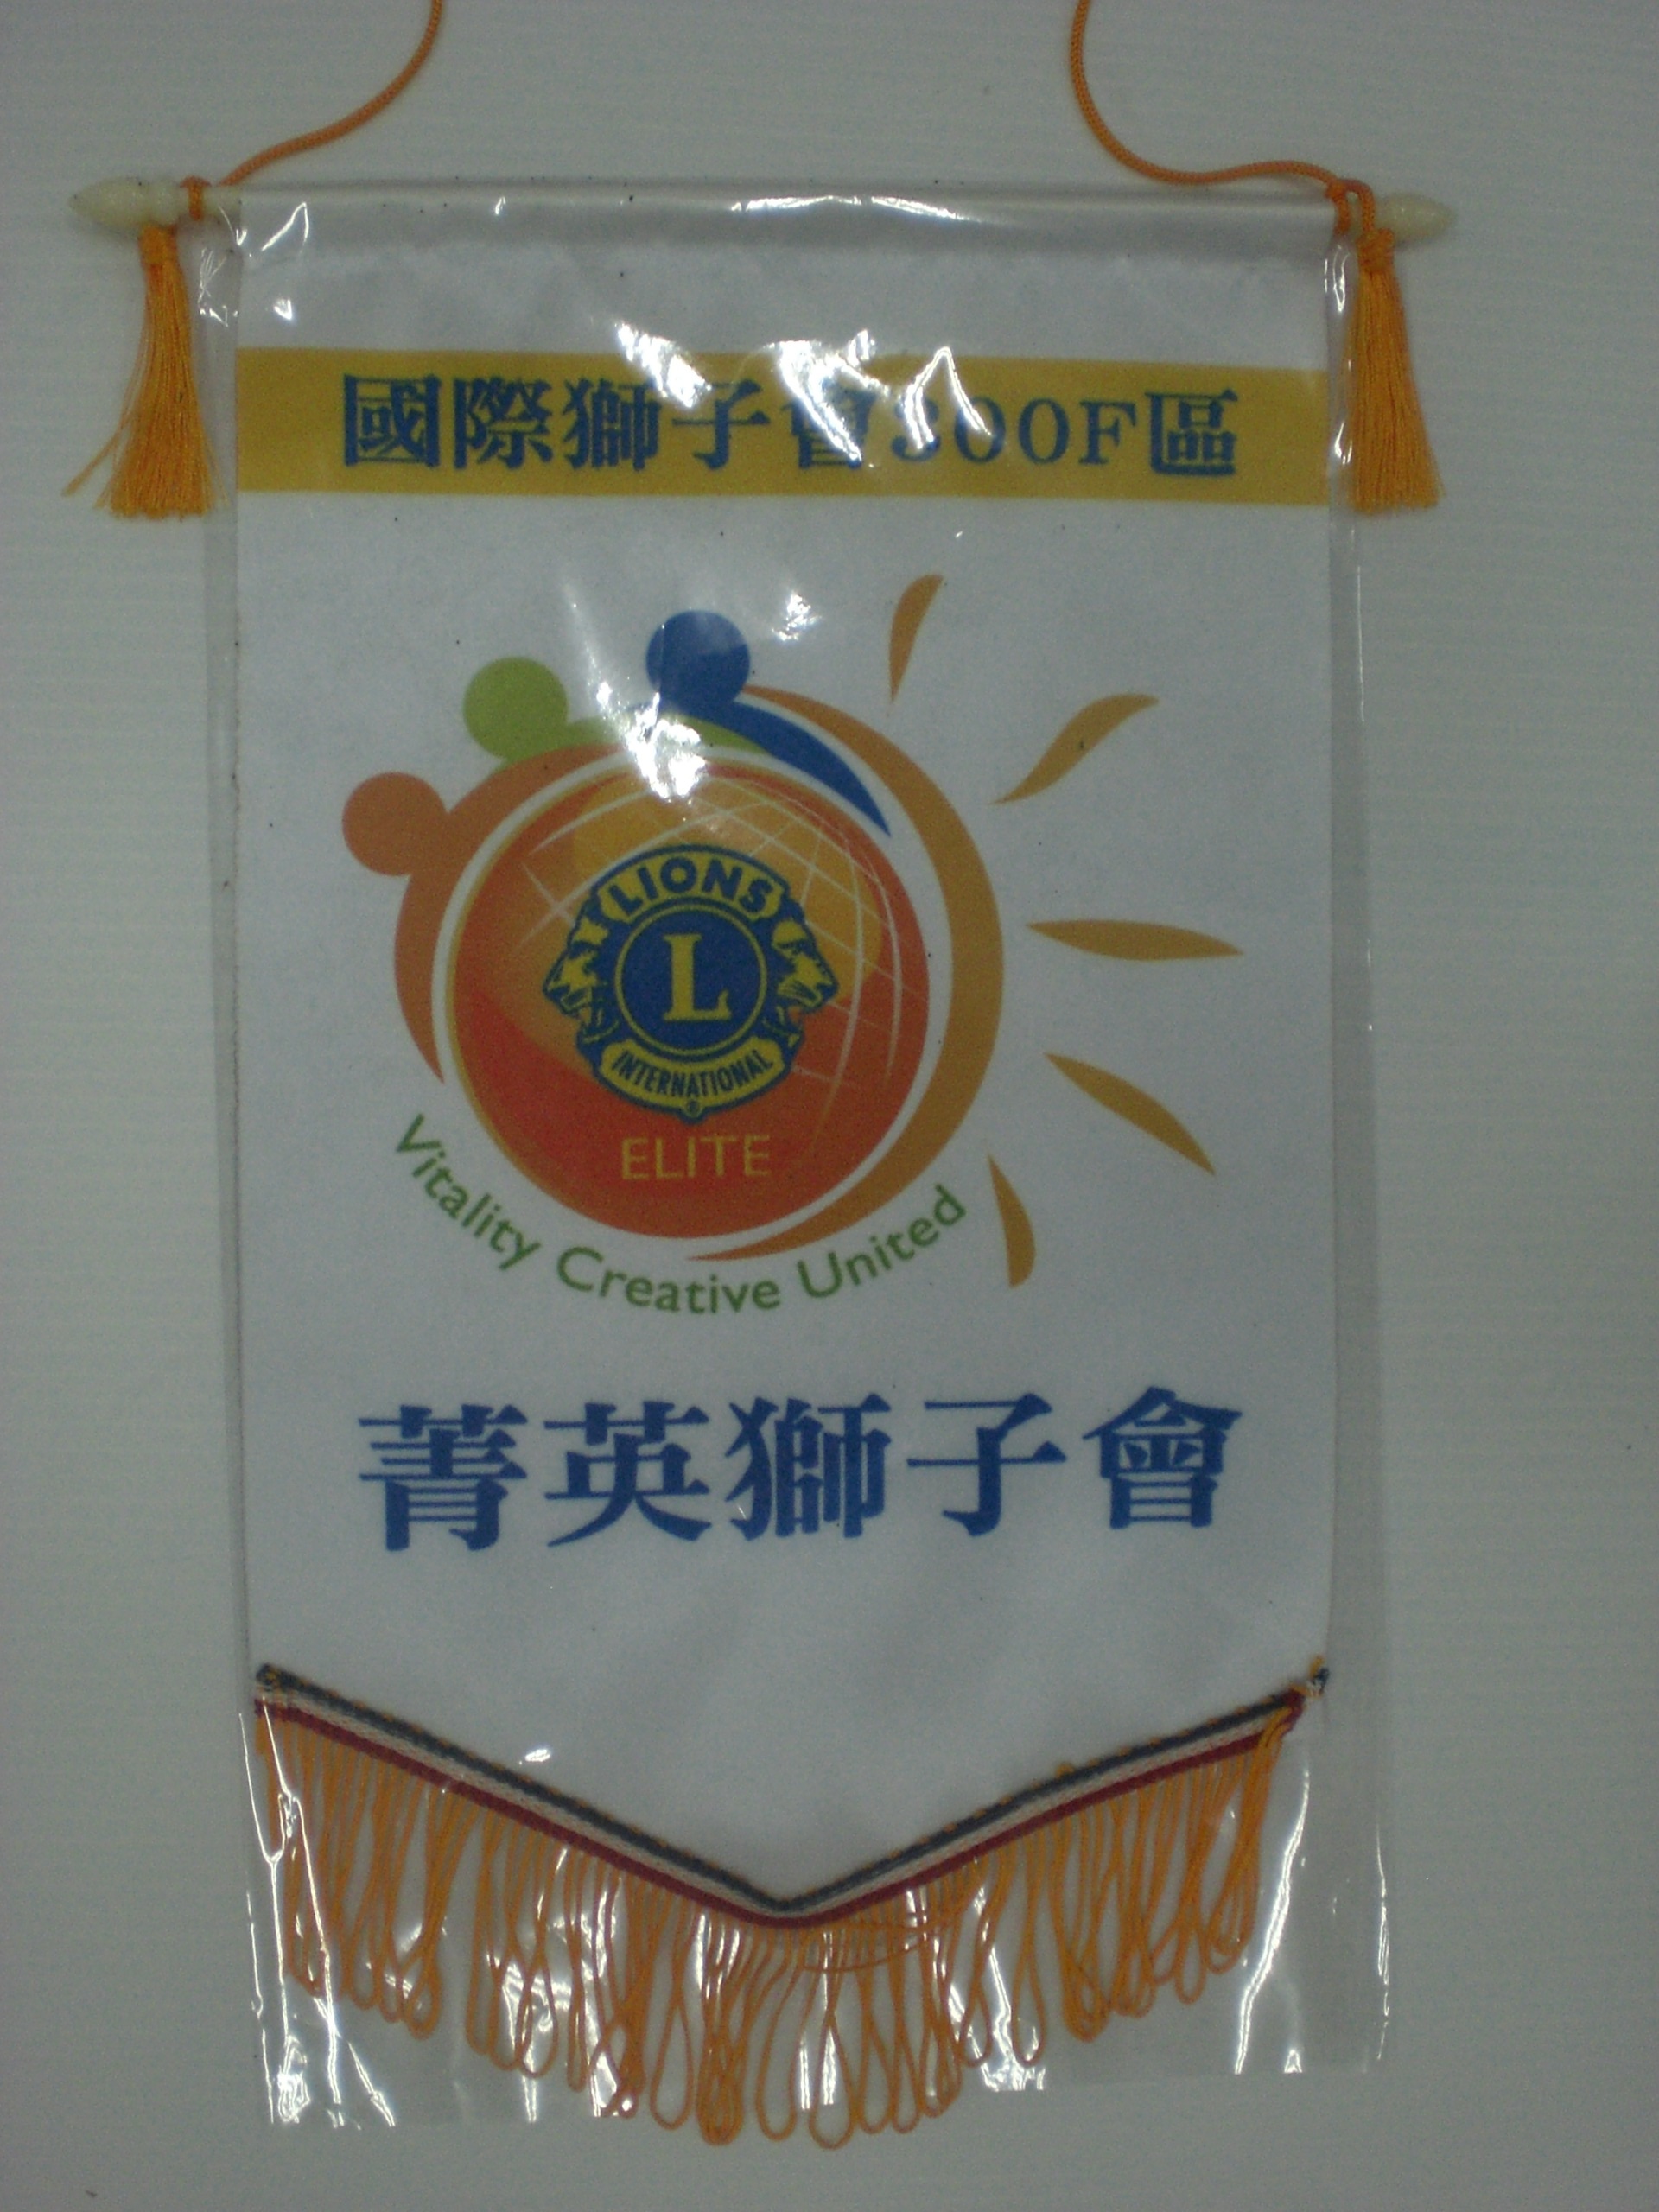 國際獅子會300F區
LIONS
L
INTERNATIONAL
®
ELITE
Vitality Creative United
菁英獅子會